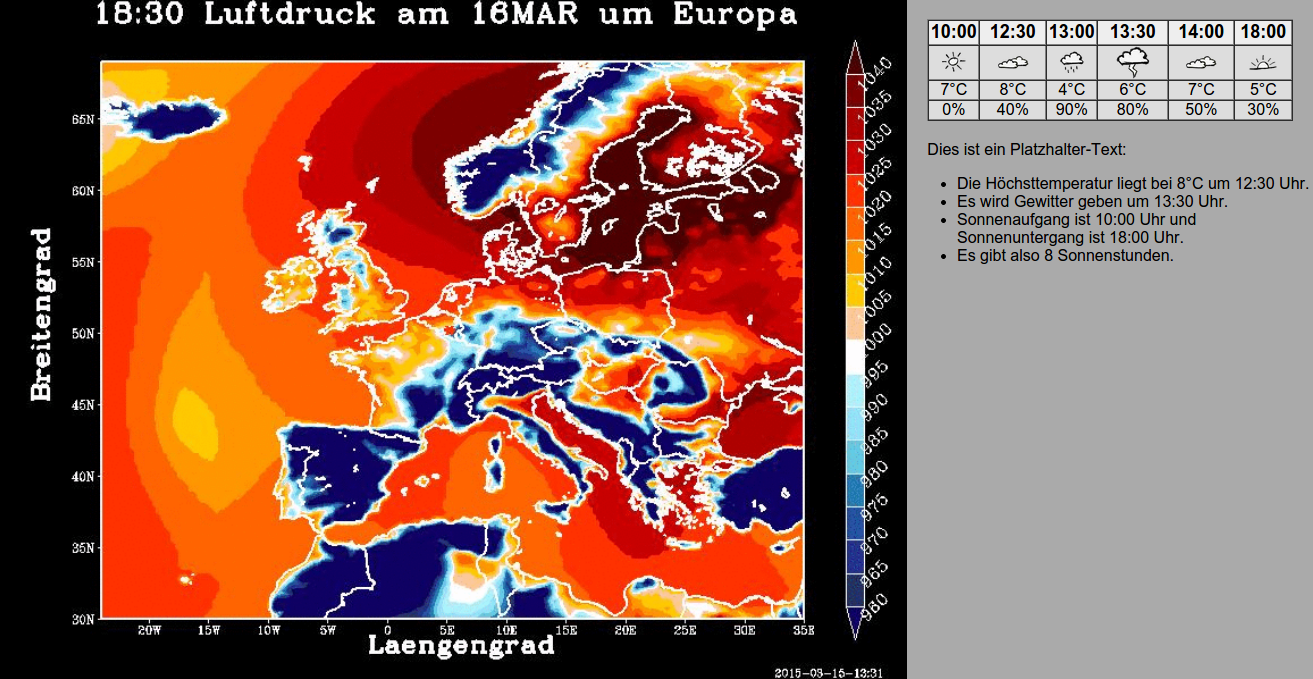 18:30 Luftdruck am 16MAR um Europa
65N
60N
55N
50N
45N
40N
35N
30N
Breitengrad
20W 15W 10W 5W 0 5E 10E 15E 20E 25E 30E 35E
Laengengrad
1040
1035
1030
1025
1020
1015
1010
1005
1000
995
990
985
980
975
970
965
960
2015-03-15-13:31
10:00 12:30 13:00 13:30 14:00 18:00
7°C 8°C 4°C 6°C 7°C 5°C
0% 40% 90% 80% 50% 30%
Dies ist ein Platzhalter-Text:
• Die Höchsttemperatur liegt bei 8°C um 12:30 Uhr.
• Es wird Gewitter geben um 13:30 Uhr.
• Sonnenaufgang ist 10:00 Uhr und
Sonnenuntergang ist 18:00 Uhr.
• Es gibt also 8 Sonnenstunden.